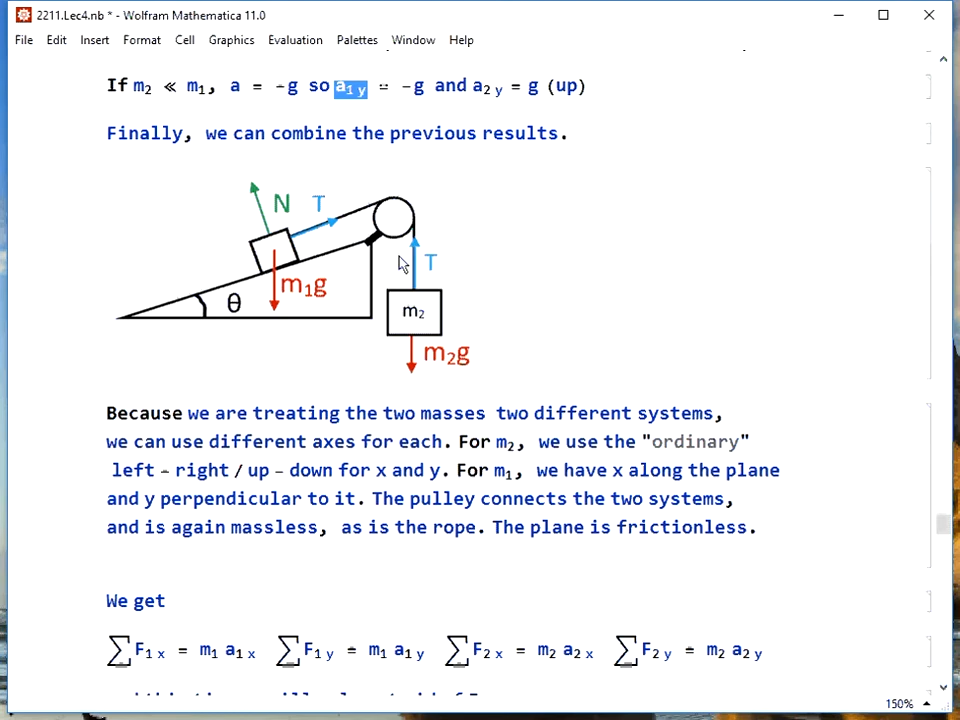 2211.Lec4.nb * - Wolfram Mathematica 11.0
File Edit Insert Format Cell Graphics Evaluation Palettes Window Help
If m₂ ≪ m₁, a = -g so a₁ y = -g and a₂ y = g (up)
Finally, we can combine the previous results.
N T
T
m₁g
θ
m₂
m₂g
Because we are treating the two masses two different systems,
we can use different axes for each. For m₂, we use the "ordinary"
left - right / up - down for x and y. For m₁, we have x along the plane
and y perpendicular to it. The pulley connects the two systems,
and is again massless, as is the rope. The plane is frictionless.
We get
∑F₁ x = m₁ a₁ x ∑F₁ y = m₁ a₁ y ∑F₂ x = m₂ a₂ x ∑F₂ y = m₂ a₂ y
150%